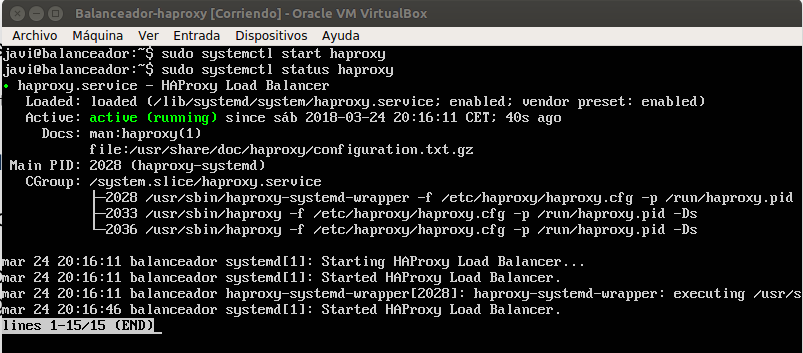 Balanceador-haproxy [Corriendo] - Oracle VM VirtualBox
Archivo Máquina Ver Entrada Dispositivos Ayuda
javi@balanceador:~$ sudo systemctl start haproxy
javi@balanceador:~$ sudo systemctl status haproxy
• haproxy.service - HAProxy Load Balancer
   Loaded: loaded (/lib/systemd/system/haproxy.service; enabled; vendor preset: enabled)
   Active: active (running) since sáb 2018-03-24 20:16:11 CET; 40s ago
     Docs: man:haproxy(1)
           file:/usr/share/doc/haproxy/configuration.txt.gz
 Main PID: 2028 (haproxy-systemd)
   CGroup: /system.slice/haproxy.service
           ├─2028 /usr/sbin/haproxy-systemd-wrapper -f /etc/haproxy/haproxy.cfg -p /run/haproxy.pid
           ├─2033 /usr/sbin/haproxy -f /etc/haproxy/haproxy.cfg -p /run/haproxy.pid -Ds
           └─2036 /usr/sbin/haproxy -f /etc/haproxy/haproxy.cfg -p /run/haproxy.pid -Ds
mar 24 20:16:11 balanceador systemd[1]: Starting HAProxy Load Balancer...
mar 24 20:16:11 balanceador systemd[1]: Started HAProxy Load Balancer.
mar 24 20:16:11 balanceador haproxy-systemd-wrapper[2028]: haproxy-systemd-wrapper: executing /usr/s
mar 24 20:16:46 balanceador systemd[1]: Started HAProxy Load Balancer.
lines 1-15/15 (END)